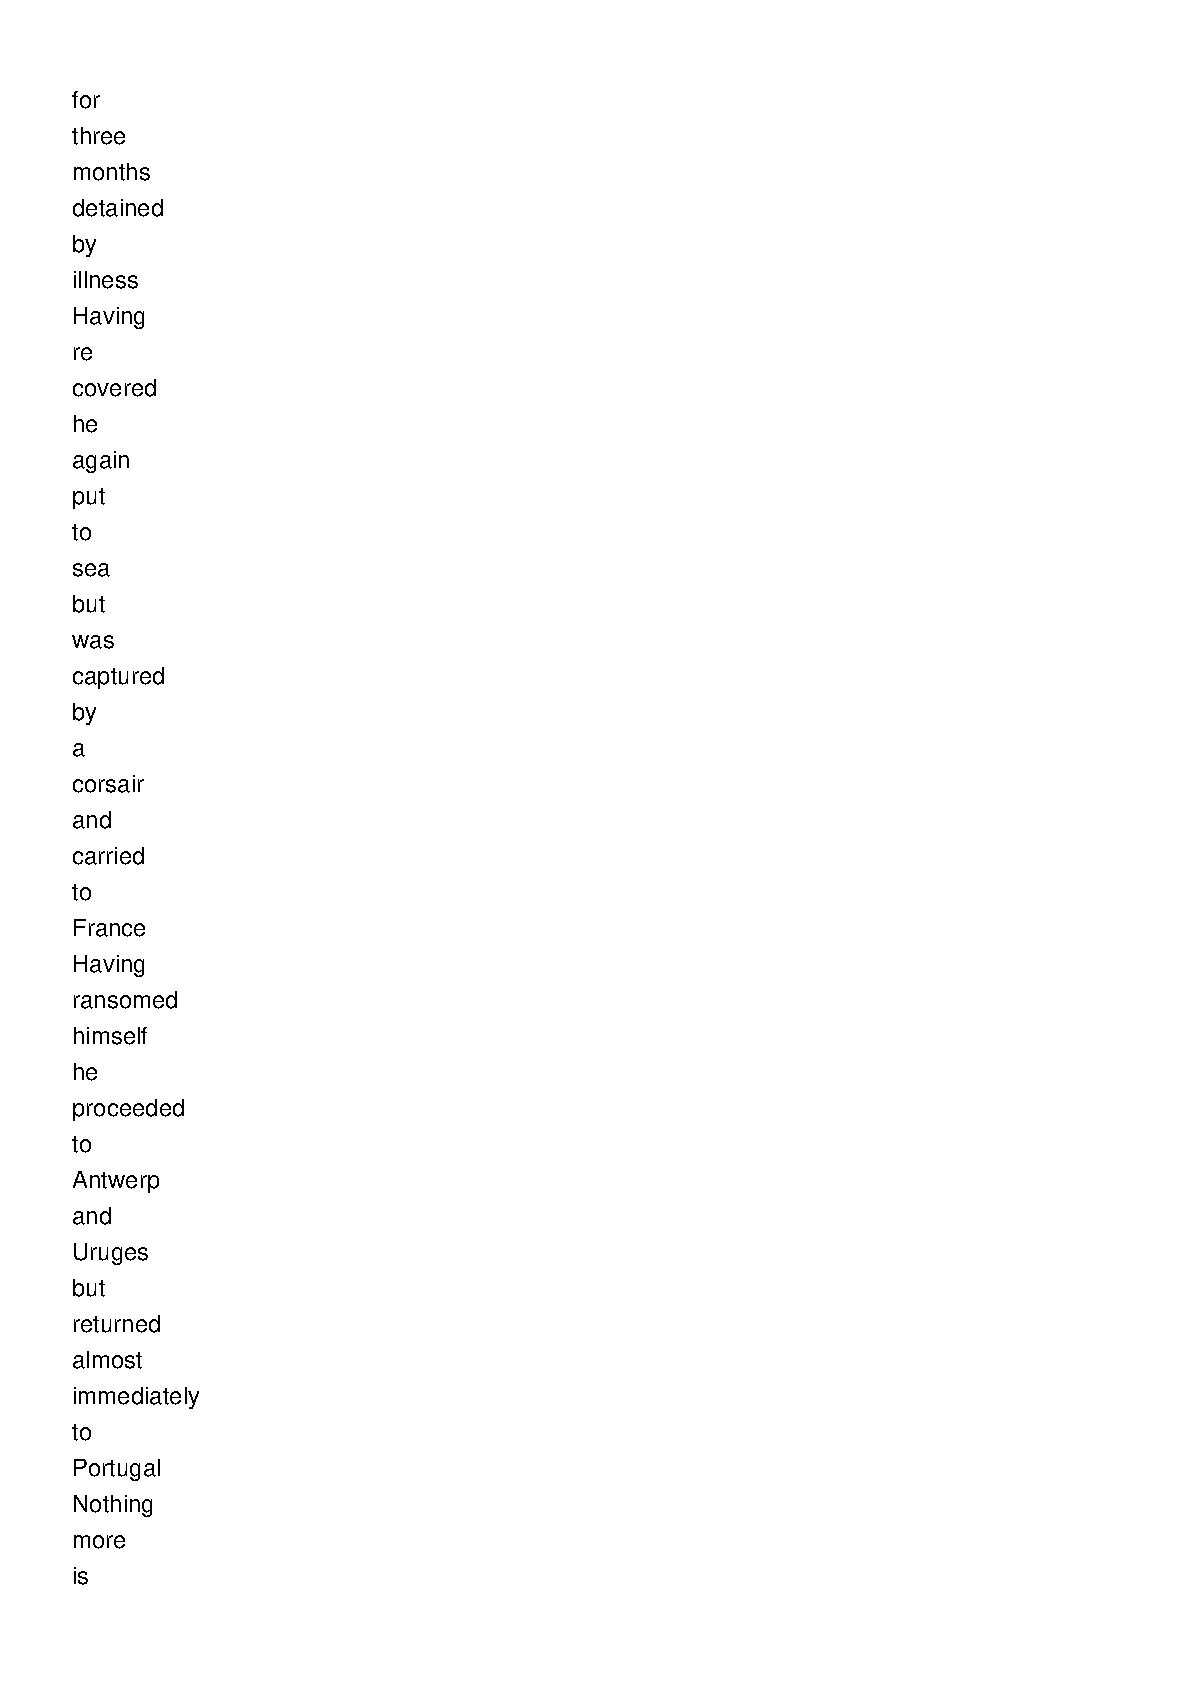 for
three
months
detained
by
illness
Having
re
covered
he
again
put
to
sea
but
was
captured
by
a
corsair
and
carried
to
France
Having
ransomed
himself
he
proceeded
to
Antwerp
and
Uruges
but
returned
almost
immediately
to
Portugal
Nothing
more
is